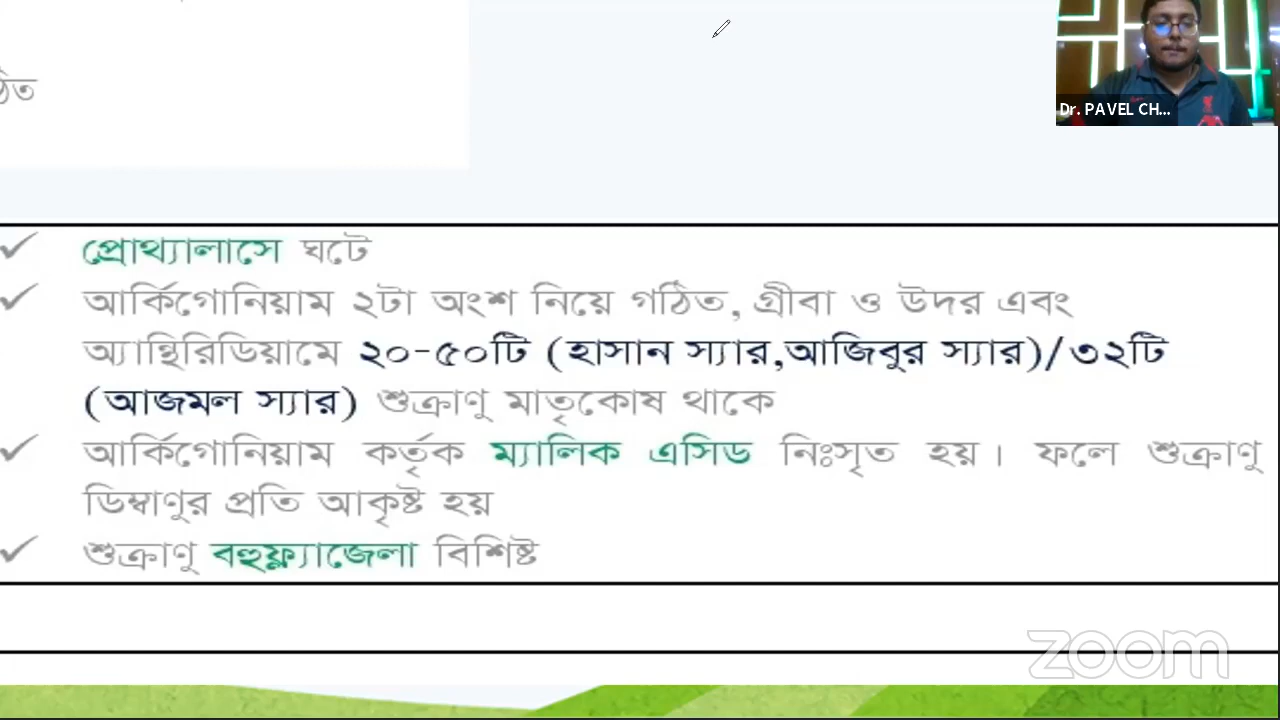 ঠিত
Dr. PAVEL CH...
✓ প্রোথ্যালাসে ঘটে
✓ আর্কিগোনিয়াম ২টা অংশ নিয়ে গঠিত, গ্রীবা ও উদর এবং
অ্যান্থিরিডিয়ামে ২০-৫০টি (হাসান স্যার,আজিবুর স্যার)/৩২টি
(আজমল স্যার) শুক্রাণু মাতৃকোষ থাকে
✓ আর্কিগোনিয়াম কর্তৃক ম্যালিক এসিড নিঃসৃত হয়। ফলে শুক্রাণু
ডিম্বাণুর প্রতি আকৃষ্ট হয়
✓ শুক্রাণু বহুফ্ল্যাজেলা বিশিষ্ট
zoom